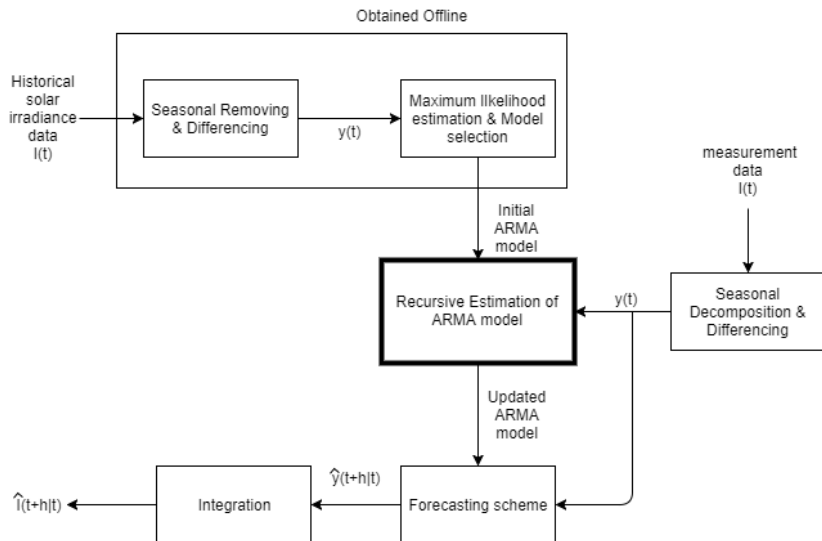 Obtained Offline
Historical
solar
irradiance
data
I(t)
Seasonal Removing
& Differencing
y(t)
Maximum lIkelihood
estimation & Model
selection
measurement
data
I(t)
Initial
ARMA
model
Recursive Estimation of
ARMA model
y(t)
Seasonal
Decomposition &
Differencing
Updated
ARMA
model
Î(t+h|t)
Integration
ŷ(t+h|t)
Forecasting scheme